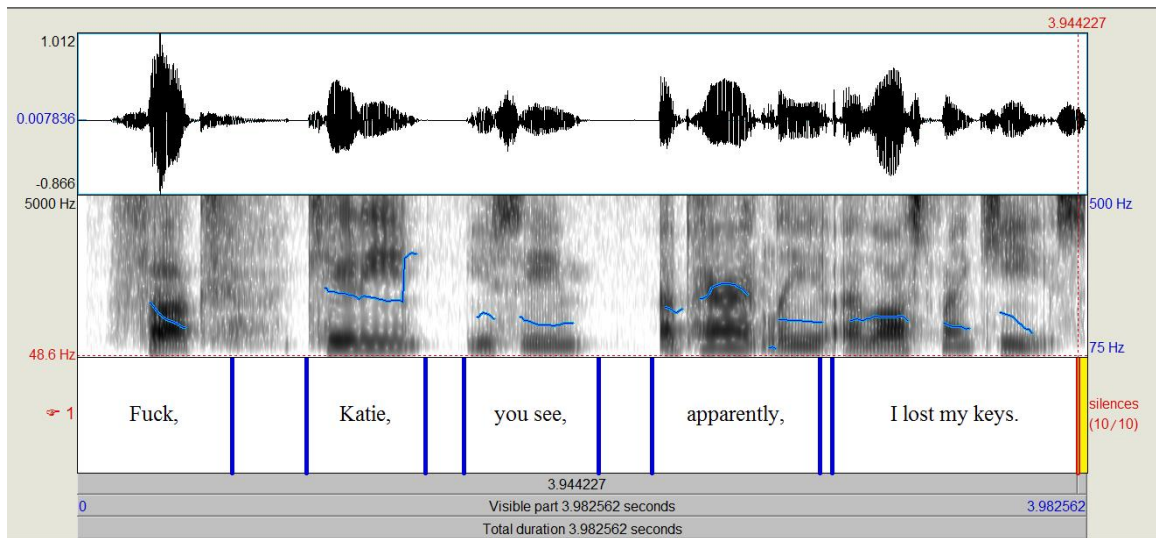 3.944227
1.012
0.007836
-0.866
5000 Hz 500 Hz
48.6 Hz 75 Hz
☞ 1 Fuck, Katie, you see, apparently, I lost my keys. silences
(10/10)
3.944227
0 Visible part 3.982562 seconds 3.982562
Total duration 3.982562 seconds